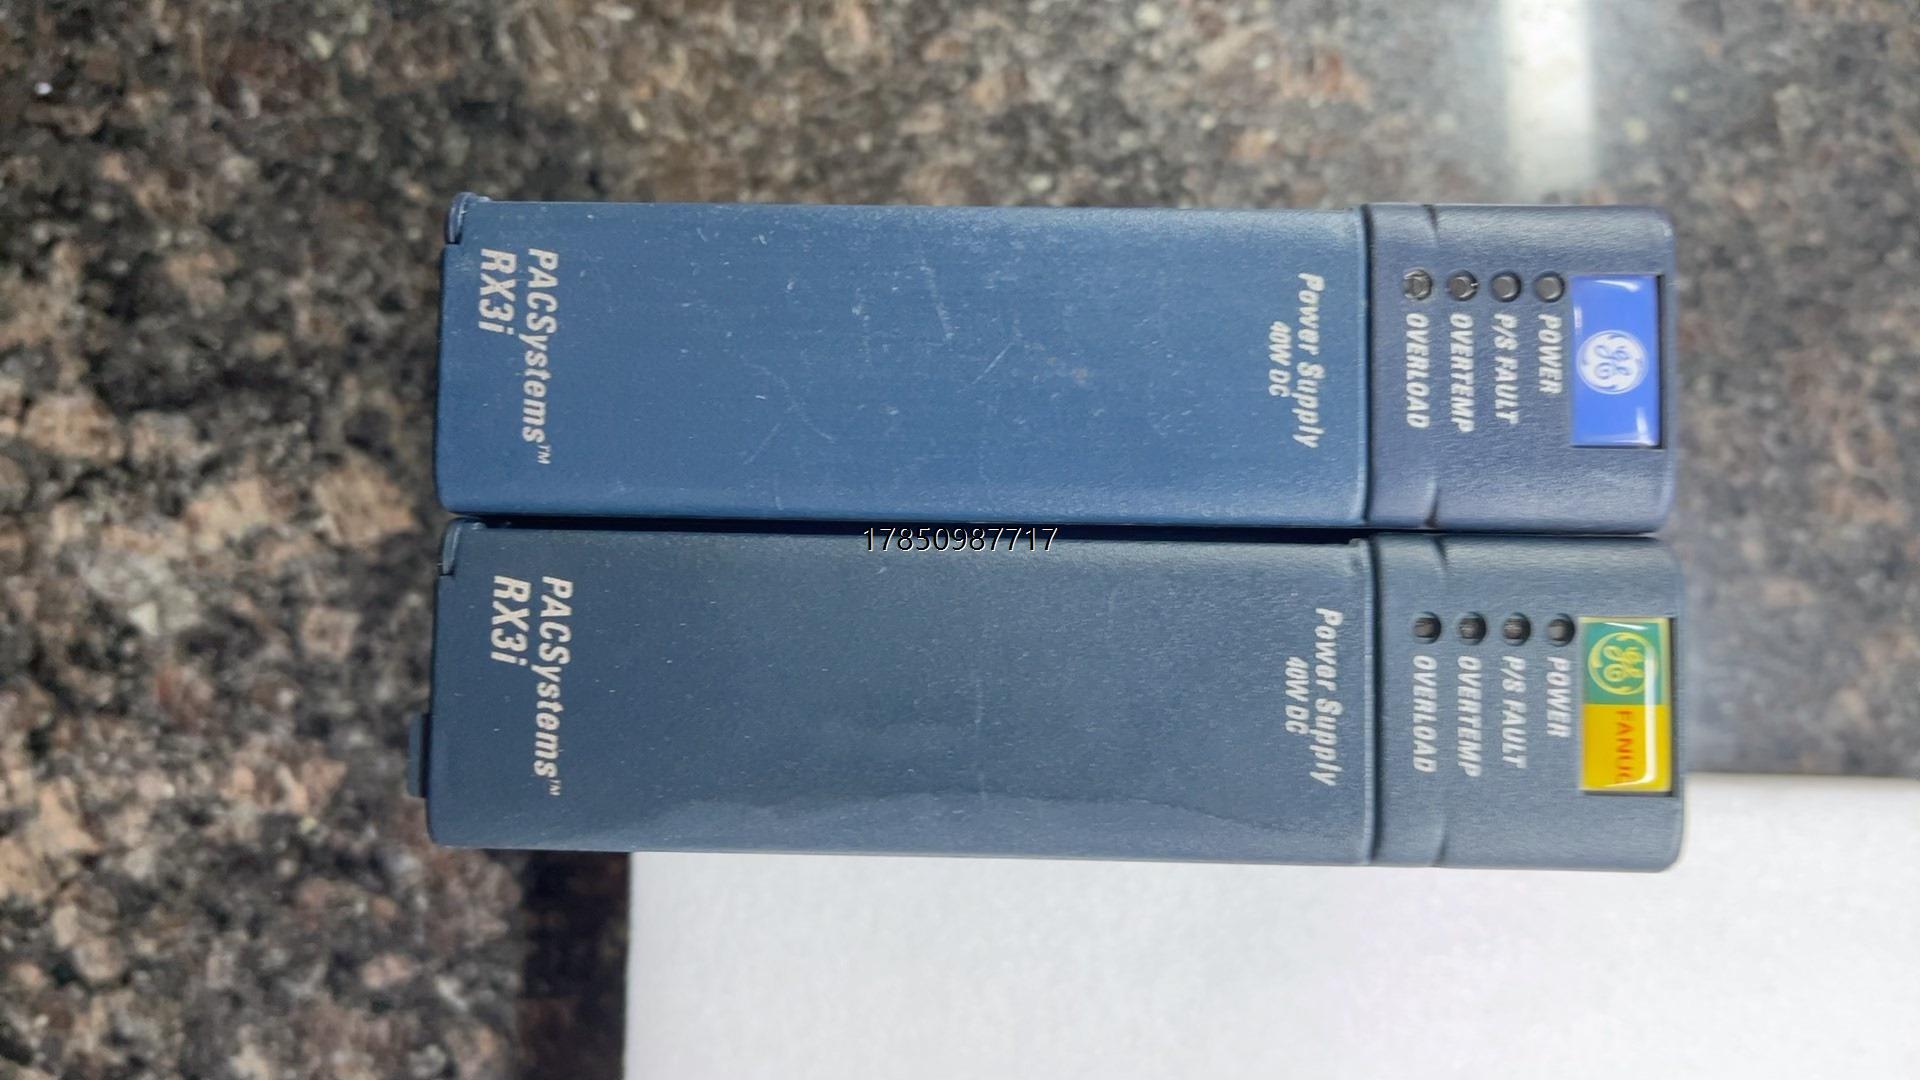 POWER
P/S FAULT
OVERTEMP
OVERLOAD
Power Supply
40W DC
PACSystems™
RX3i
17850987717
FANUC
POWER
P/S FAULT
OVERTEMP
OVERLOAD
Power Supply
40W DC
PACSystems™
RX3i